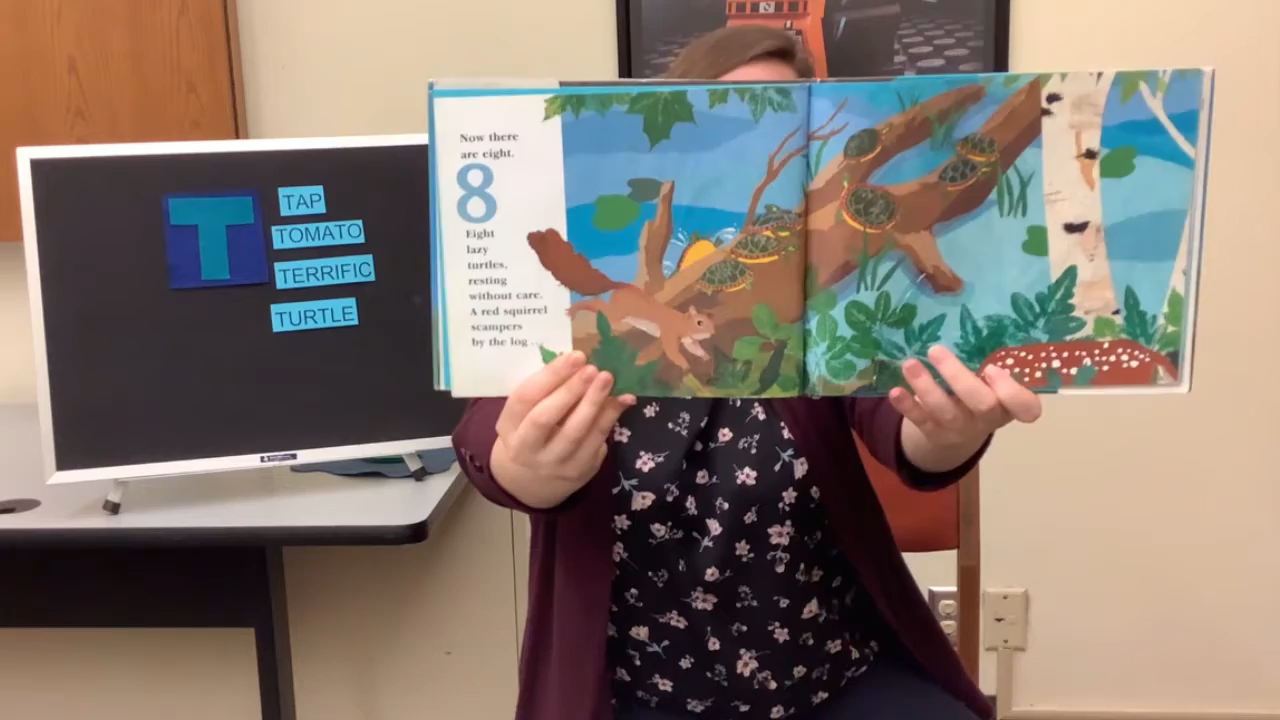 T
TAP
TOMATO
TERRIFIC
TURTLE
Now there
are eight.
8
Eight
lazy
turtles,
resting
without care.
A red squirrel
scampers
by the log ...